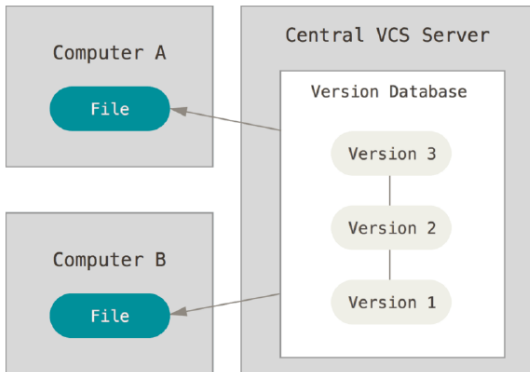 Computer A
File
Computer B
File
Central VCS Server
Version Database
Version 3
Version 2
Version 1